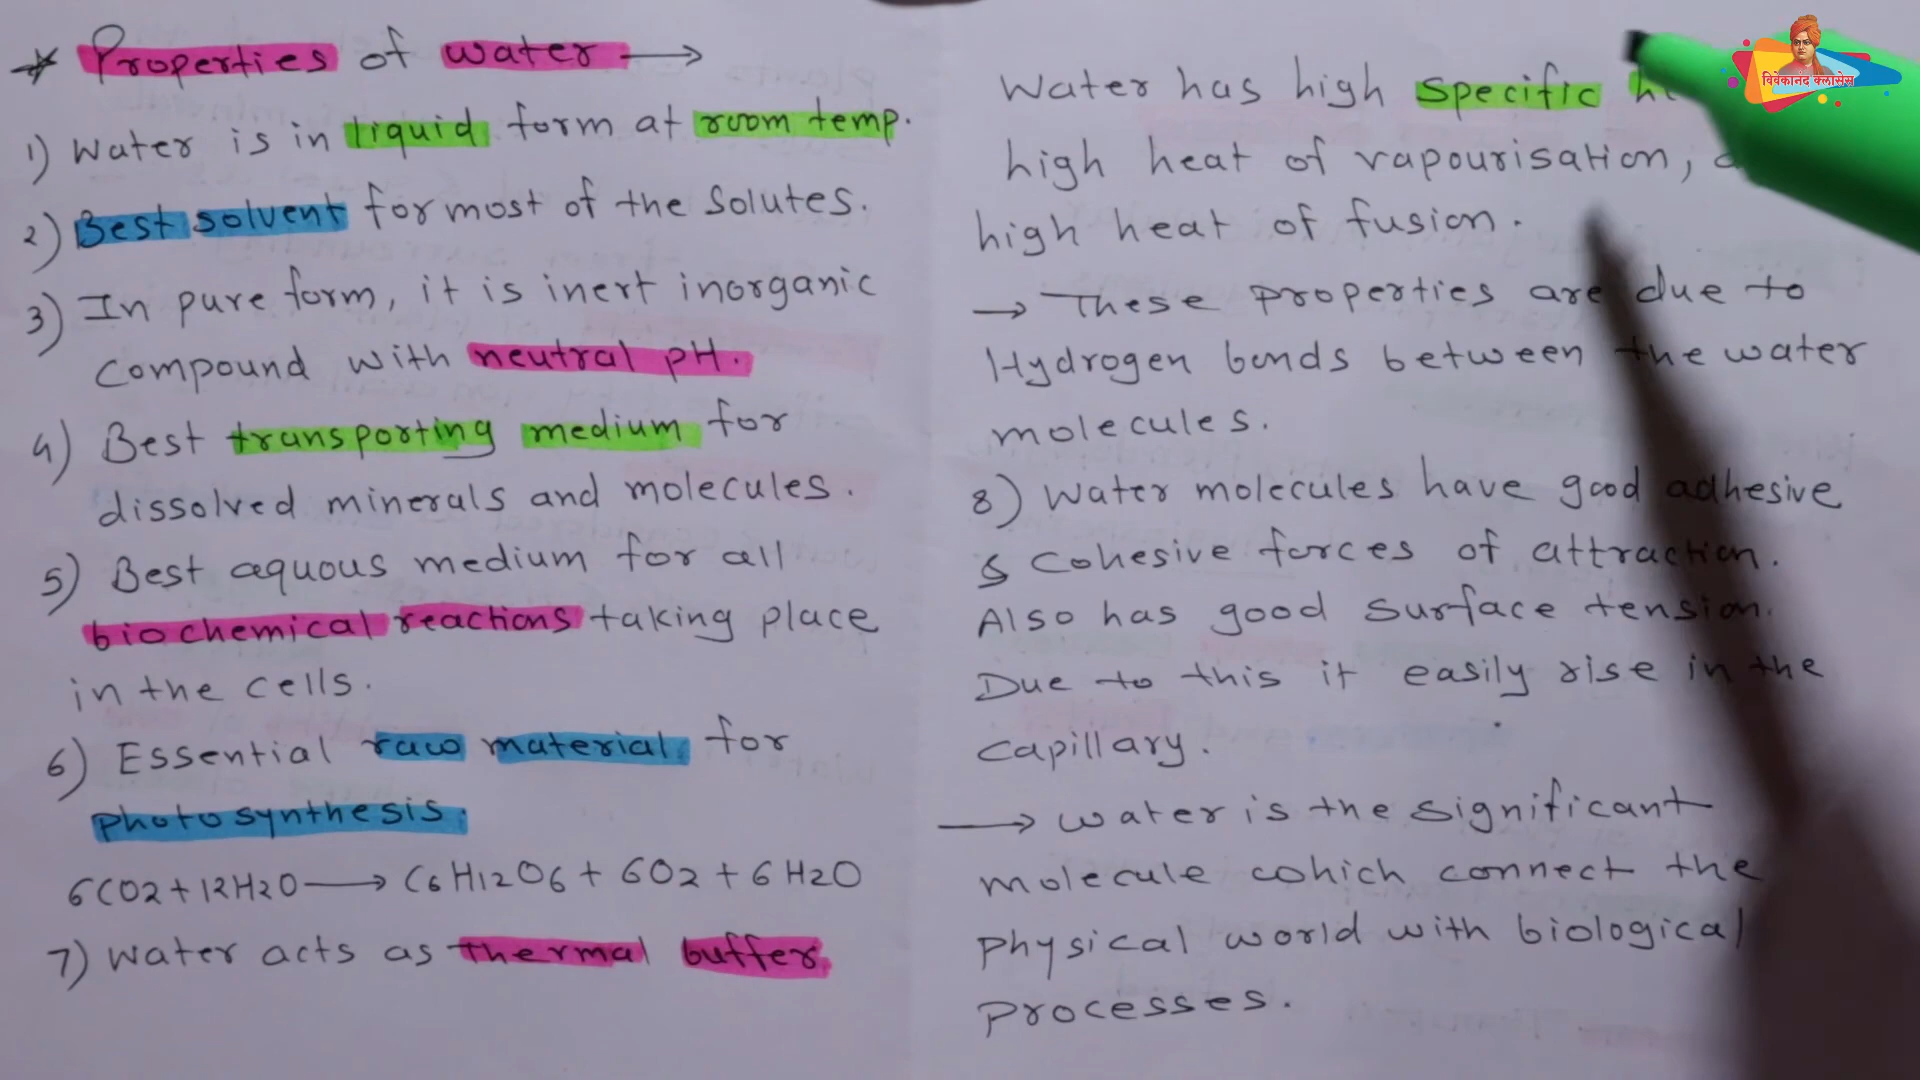 Properties of water →
1) Water is in liquid form at room temp.
2) Best solvent for most of the solutes.
3) In pure form, it is inert inorganic
compound with neutral pH.
4) Best transporting medium for
dissolved minerals and molecules.
5) Best aquous medium for all
biochemical reactions taking place
in the cells.
6) Essential raw material for
photosynthesis.
6CO2 + 12H2O → C6H12O6 + 6O2 + 6H2O
7) Water acts as thermal buffer
Water has high specific
high heat of vapourisation,
high heat of fusion.
→ These properties are due to
Hydrogen bonds between the water
molecules.
8) Water molecules have good adhesive
& cohesive forces of attraction.
Also has good surface tension.
Due to this it easily rise in the
capillary.
→ water is the significant
molecule which connect the
physical world with biological
processes.
विवेकानंद क्लासेस